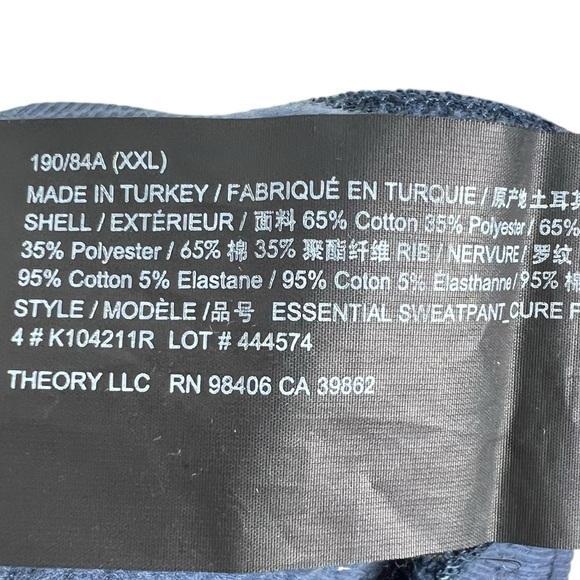 190/84A (XXL)
MADE IN TURKEY / FABRIQUÉ EN TURQUIE / 原产地 土耳其
SHELL / EXTÉRIEUR / 面料 65% Cotton 35% Polyester / 65%
35% Polyester / 65% 棉 35% 聚酯纤维 RIB / NERVURE / 罗纹
95% Cotton 5% Elastane / 95% Coton 5% Elasthanne / 95% 棉
STYLE / MODÈLE / 品号 ESSENTIAL SWEATPANT_CURE F
4 # K104211R LOT # 444574
THEORY LLC RN 98406 CA 39862